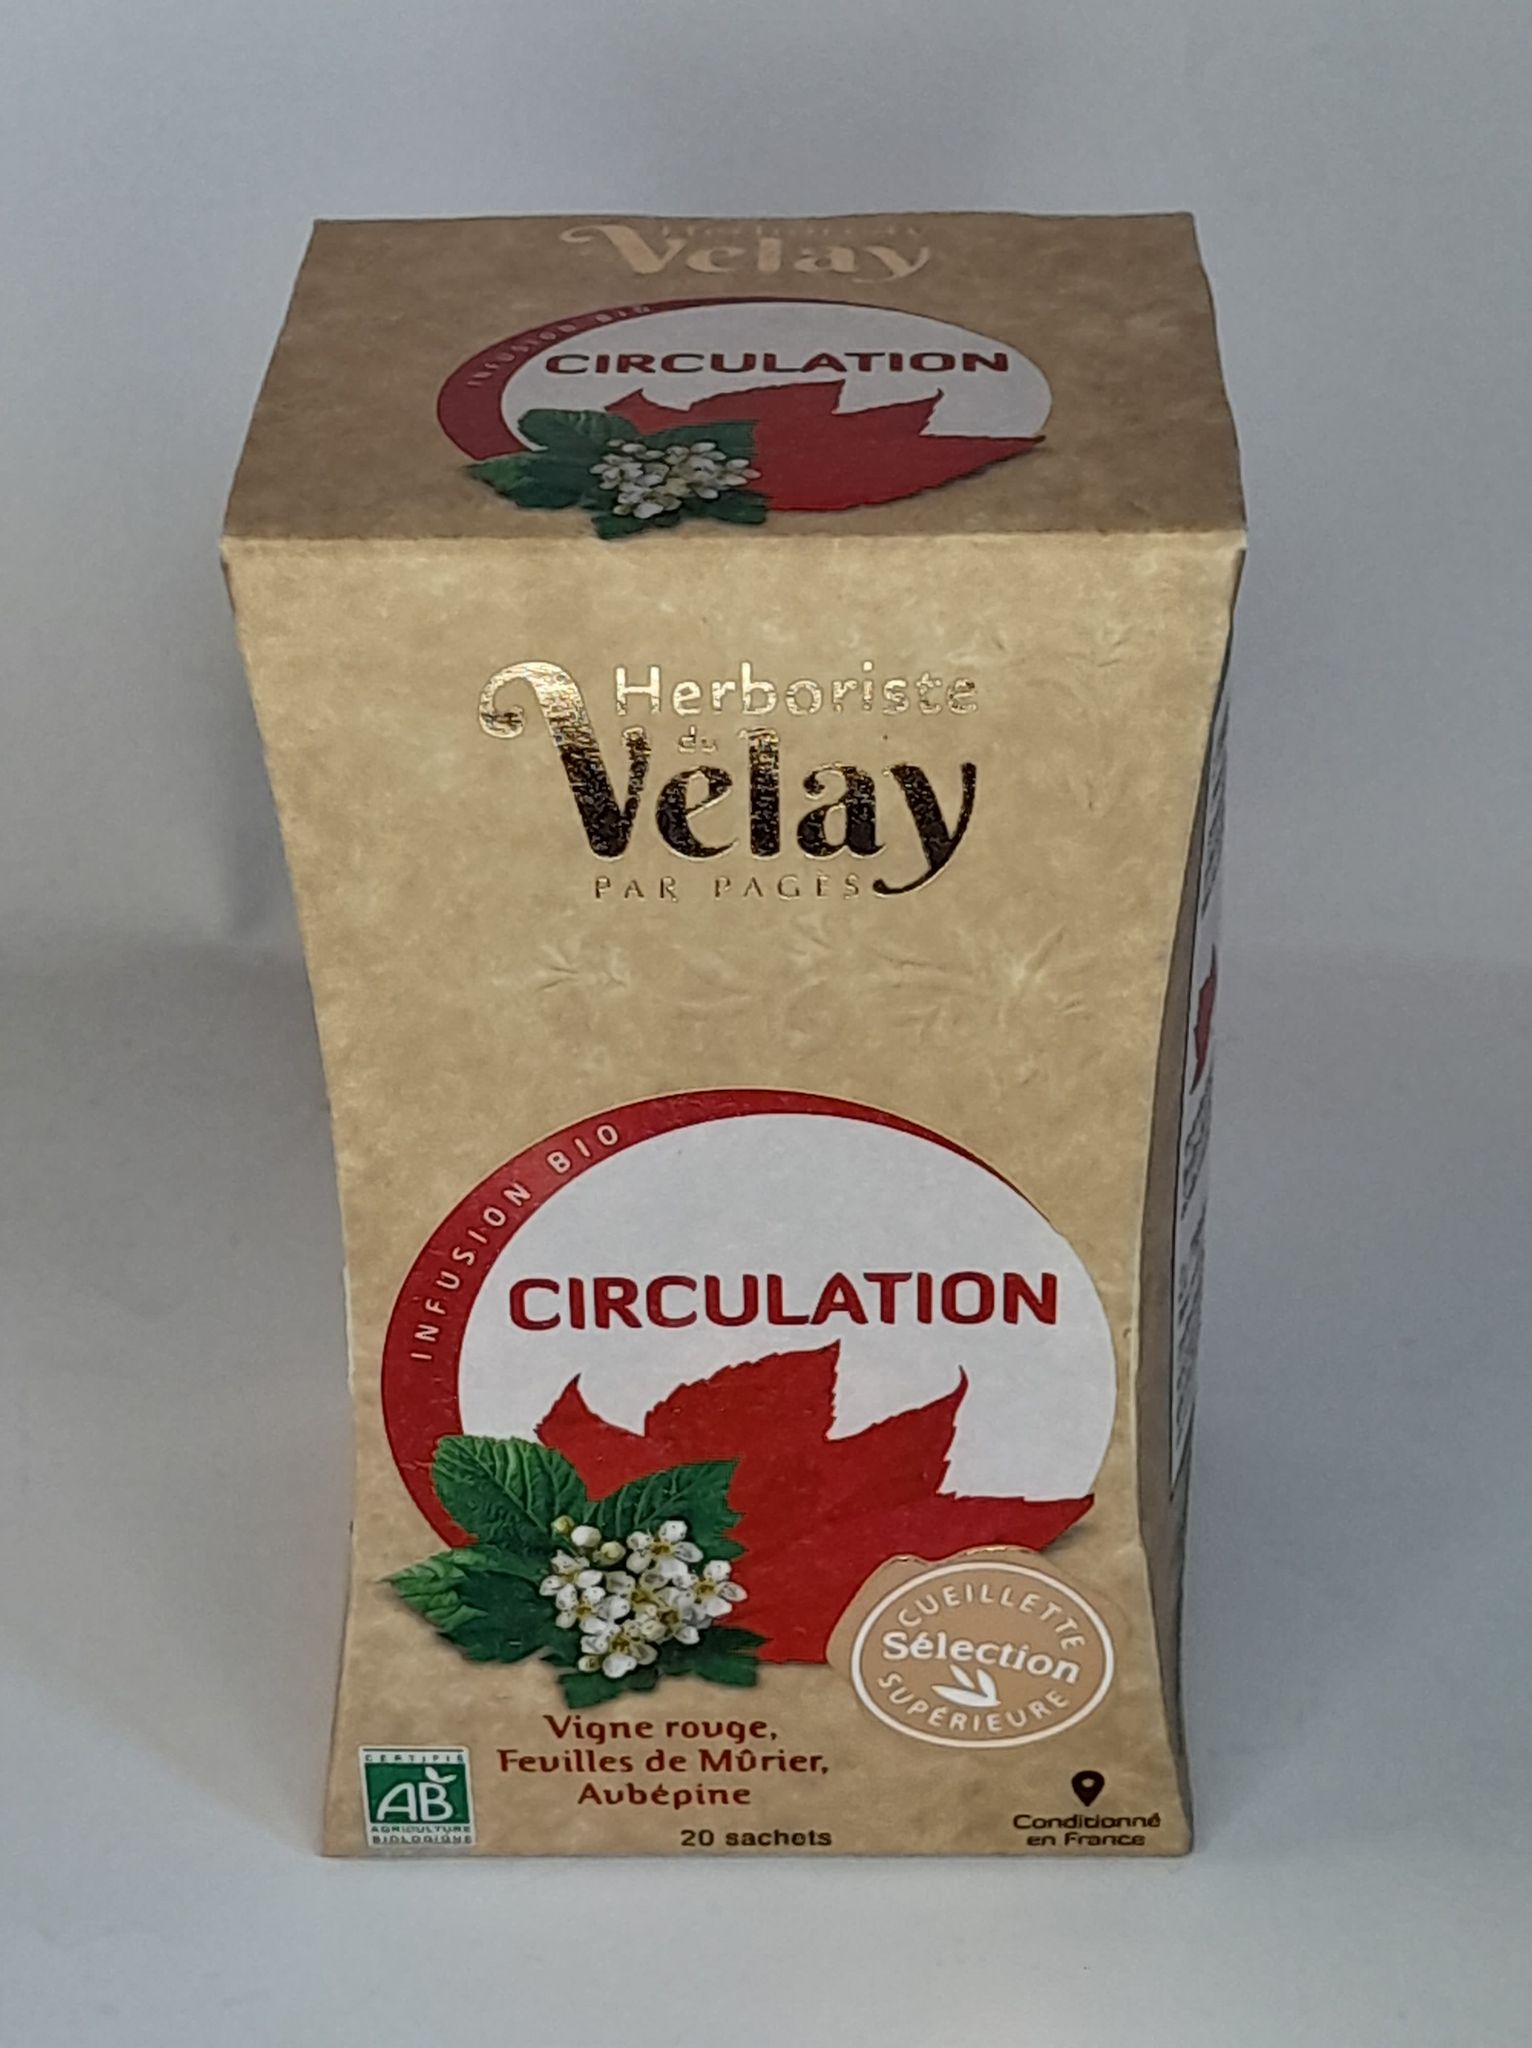 Velay
INFUSION BIO
CIRCULATION
Herboriste
du
Velay
PAR PAGÈS
INFUSION BIO
CIRCULATION
CUEILLETTE
Sélection
SUPÉRIEURE
Vigne rouge,
Feuilles de Mûrier,
Aubépine
20 sachets
CERTIFIÉ
AB
AGRICULTURE
BIOLOGIQUE
Conditionné
en France